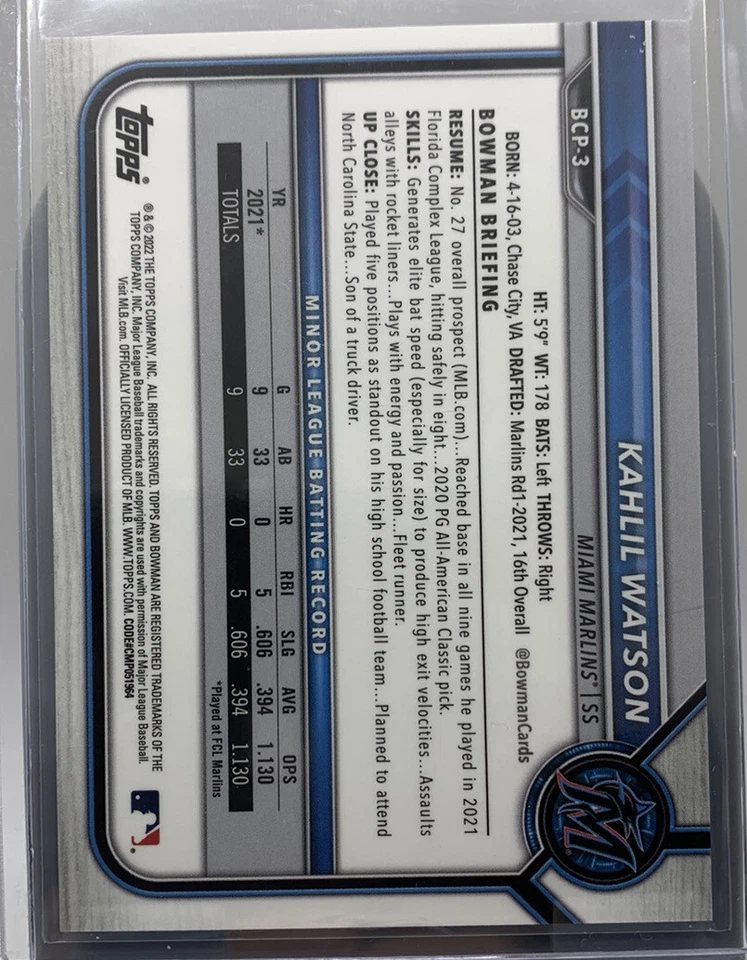 BCP-3
KAHLIL WATSON
MIAMI MARLINS® | SS
HT: 5'9" WT: 178 BATS: Left THROWS: Right
BORN: 4-16-03, Chase City, VA DRAFTED: Marlins Rd1-2021, 16th Overall @BowmanCards
BOWMAN BRIEFING
RESUME: No. 27 overall prospect (MLB.com)...Reached base in all nine games he played in 2021
Florida Complex League, hitting safely in eight...2020 PG All-American Classic pick.
SKILLS: Generates elite bat speed (especially for size) to produce high exit velocities...Assaults
alleys with rocket liners...Plays with energy and passion...Fleet runner.
UP CLOSE: Played five positions as standout on his high school football team...Planned to attend
North Carolina State...Son of a truck driver.
MINOR LEAGUE BATTING RECORD
YR G AB HR RBI SLG AVG OPS
2021* 9 33 0 5 .606 .394 1.130
TOTALS 9 33 0 5 .606 .394 1.130
*Played at FCL Marlins
topps®
® & © 2022 THE TOPPS COMPANY, INC. ALL RIGHTS RESERVED. TOPPS AND BOWMAN ARE REGISTERED TRADEMARKS OF THE
TOPPS COMPANY, INC. Major League Baseball trademarks and copyrights are used with permission of Major League Baseball.
Visit MLB.com. OFFICIALLY LICENSED PRODUCT OF MLB. WWW.TOPPS.COM. CODE#CMP051964